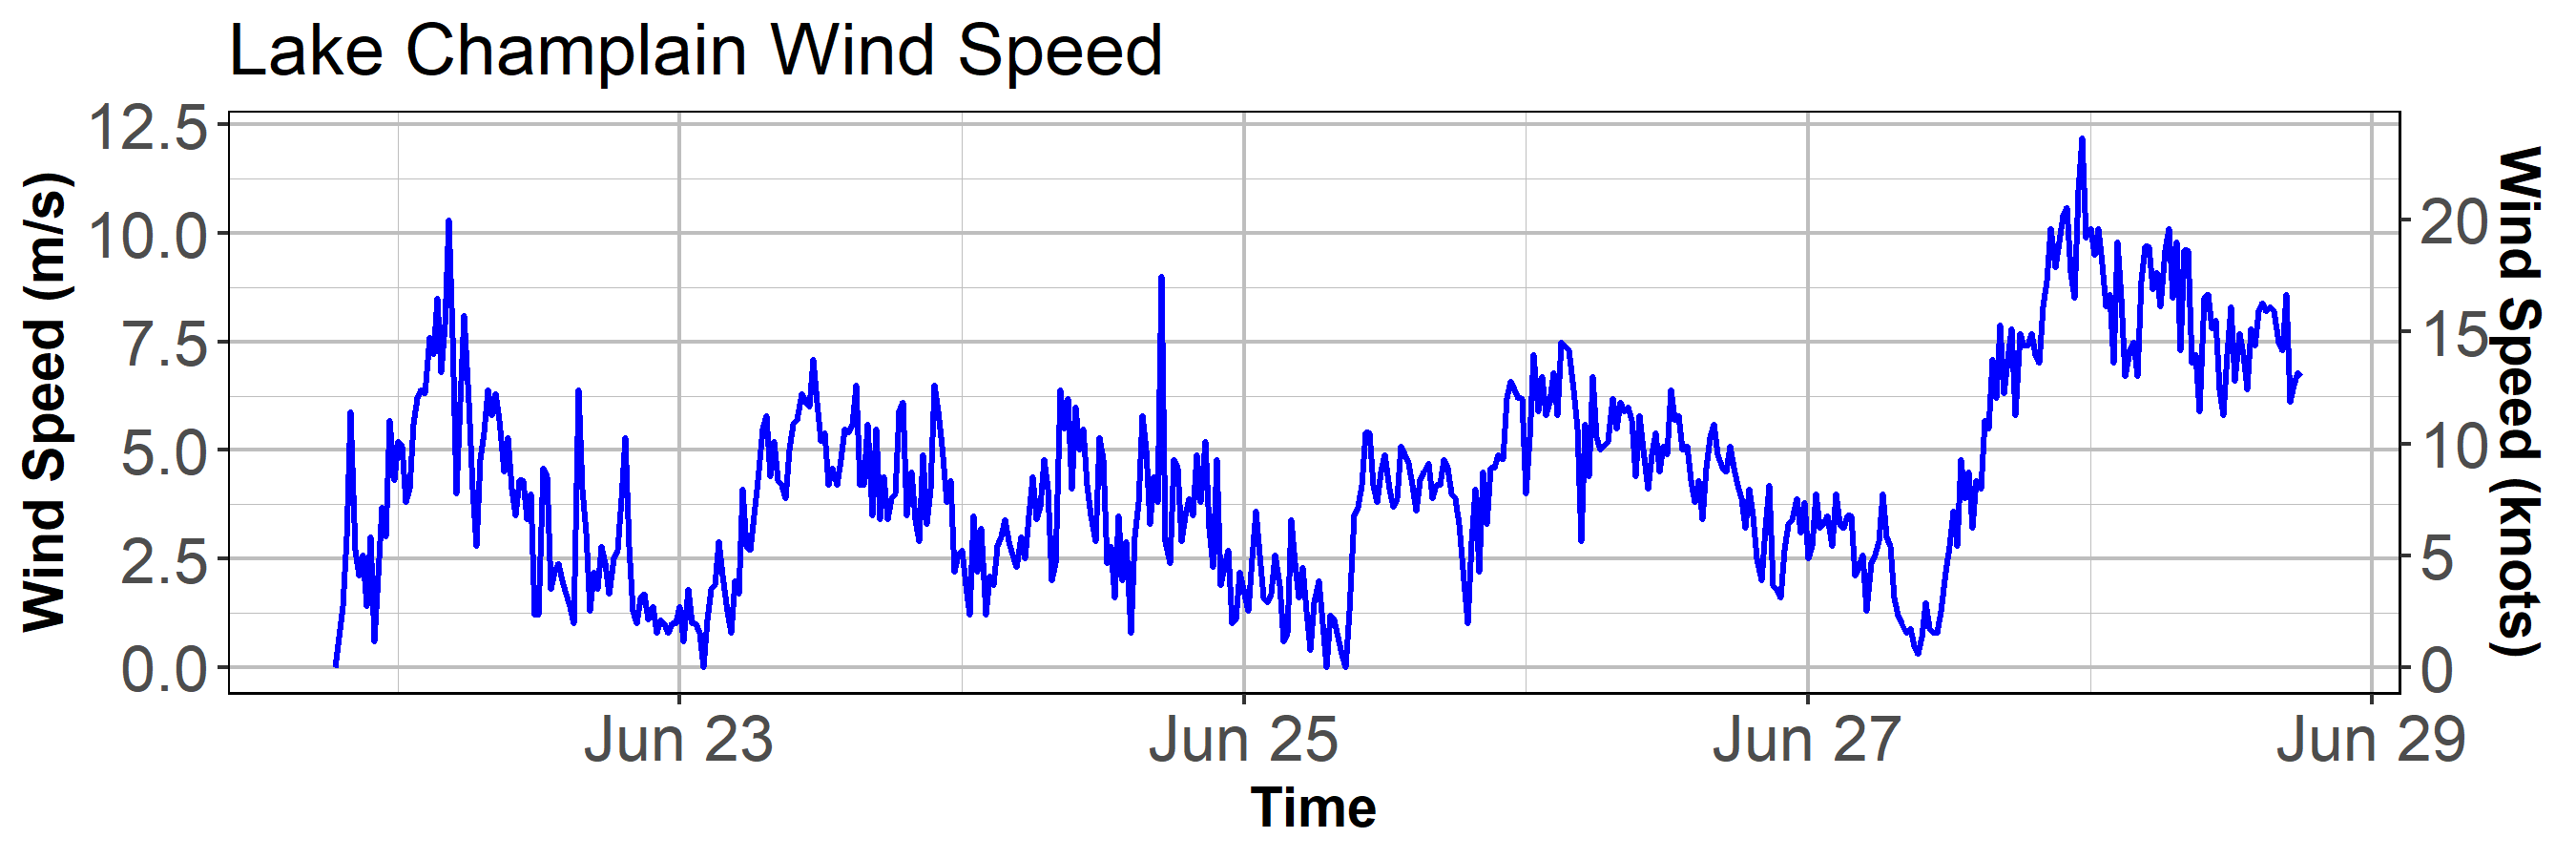 Lake Champlain Wind Speed
Wind Speed (m/s)
12.5
10.0
7.5
5.0
2.5
0.0
Wind Speed (knots)
20
15
10
5
0
Jun 23
Jun 25
Jun 27
Jun 29
Time